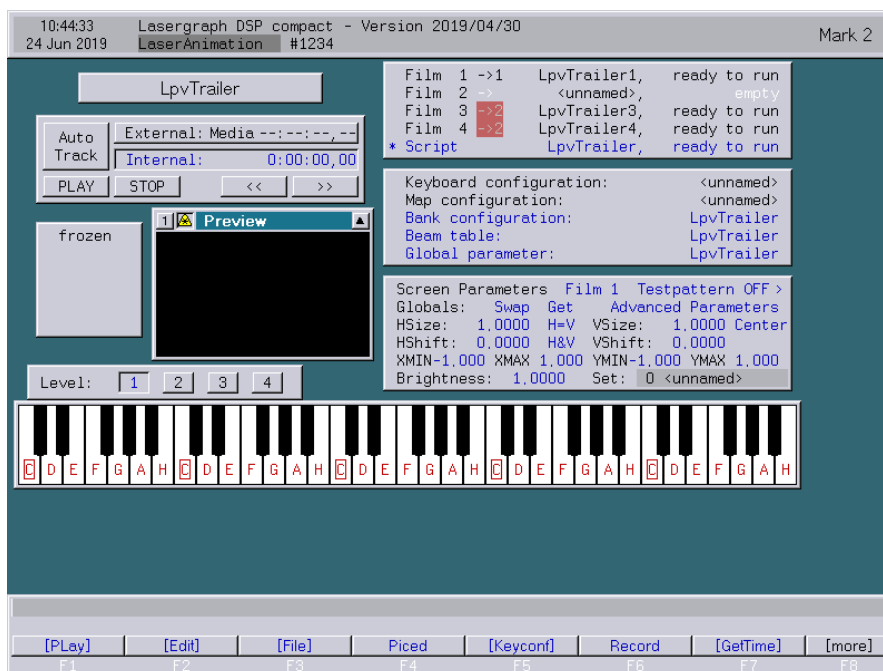 10:44:33 Lasergraph DSP compact - Version 2019/04/30
24 Jun 2019 LaserAnimation #1234
Mark 2
LpvTrailer
Auto Track
External: Media --:--:--,--
Internal: 0:00:00,00
PLAY STOP << >>
frozen
1 Preview
Level: 1 2 3 4
Film 1 ->1 LpvTrailer1, ready to run
Film 2 -> <unnamed>, empty
Film 3 ->2 LpvTrailer3, ready to run
Film 4 ->2 LpvTrailer4, ready to run
* Script LpvTrailer, ready to run
Keyboard configuration: <unnamed>
Map configuration: <unnamed>
Bank configuration: LpvTrailer
Beam table: LpvTrailer
Global parameter: LpvTrailer
Screen Parameters Film 1 Testpattern OFF >
Globals: Swap Get Advanced Parameters
HSize: 1,0000 H=V VSize: 1,0000 Center
HShift: 0,0000 H&V VShift: 0,0000
XMIN-1,000 XMAX 1,000 YMIN-1,000 YMAX 1,000
Brightness: 1,0000 Set: 0 <unnamed>
C D E F G A H C D E F G A H C D E F G A H C D E F G A H C D E F G A H
[PLay] [Edit] [File] Piced [Keyconf] Record [GetTime] [more]
F1 F2 F3 F4 F5 F6 F7 F8